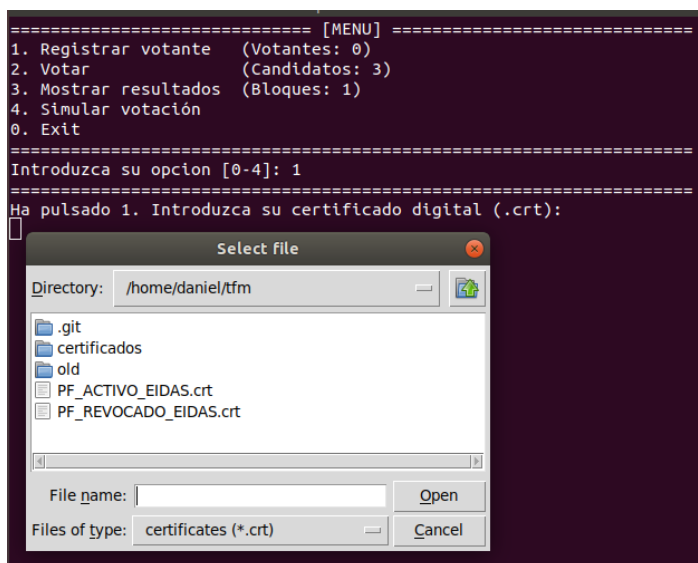 ============================== [MENU] ==============================
1. Registrar votante (Votantes: 0)
2. Votar (Candidatos: 3)
3. Mostrar resultados (Bloques: 1)
4. Simular votación
0. Exit
====================================================================
Introduzca su opcion [0-4]: 1
====================================================================
Ha pulsado 1. Introduzca su certificado digital (.crt):
Select file
Directory: /home/daniel/tfm
.git
certificados
old
PF_ACTIVO_EIDAS.crt
PF_REVOCADO_EIDAS.crt
File name: Open
Files of type: certificates (*.crt) Cancel